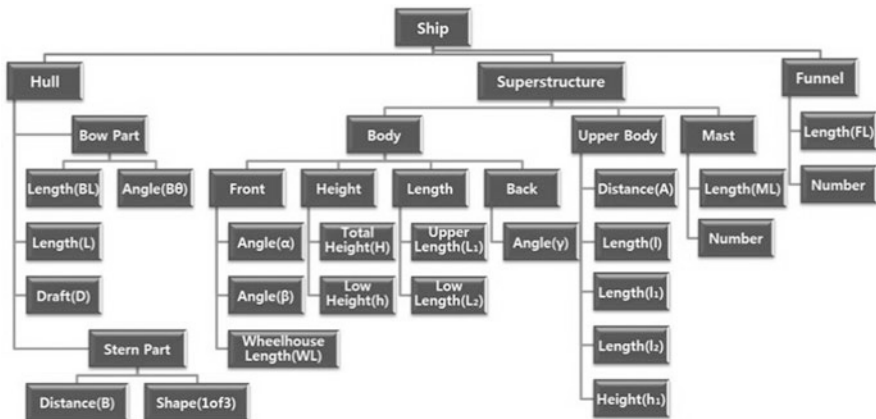 Ship
Hull
Superstructure
Funnel
Bow Part
Body
Upper Body
Mast
Length(FL)
Length(BL)
Angle(Bθ)
Front
Height
Length
Back
Distance(A)
Length(ML)
Number
Length(L)
Angle(α)
Total
Height(H)
Upper
Length(L₁)
Angle(γ)
Length(l)
Number
Draft(D)
Angle(β)
Low
Height(h)
Low
Length(L₂)
Length(l₁)
Stern Part
Wheelhouse
Length(WL)
Length(l₂)
Distance(B)
Shape(1of3)
Height(h₁)